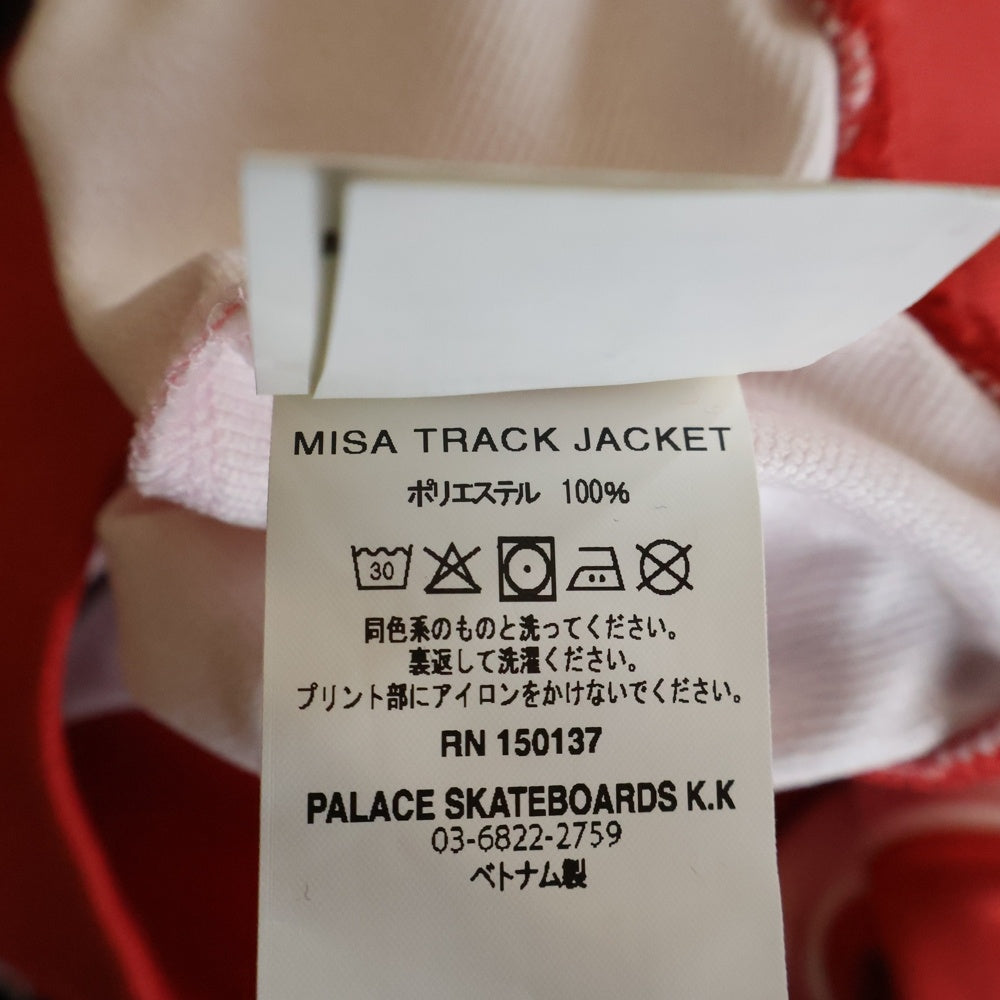 MISA TRACK JACKET
ポリエステル 100%
30
同色系のものと洗ってください。
裏返して洗濯ください。
プリント部にアイロンをかけないでください。
RN 150137
PALACE SKATEBOARDS K.K
03-6822-2759
ベトナム製